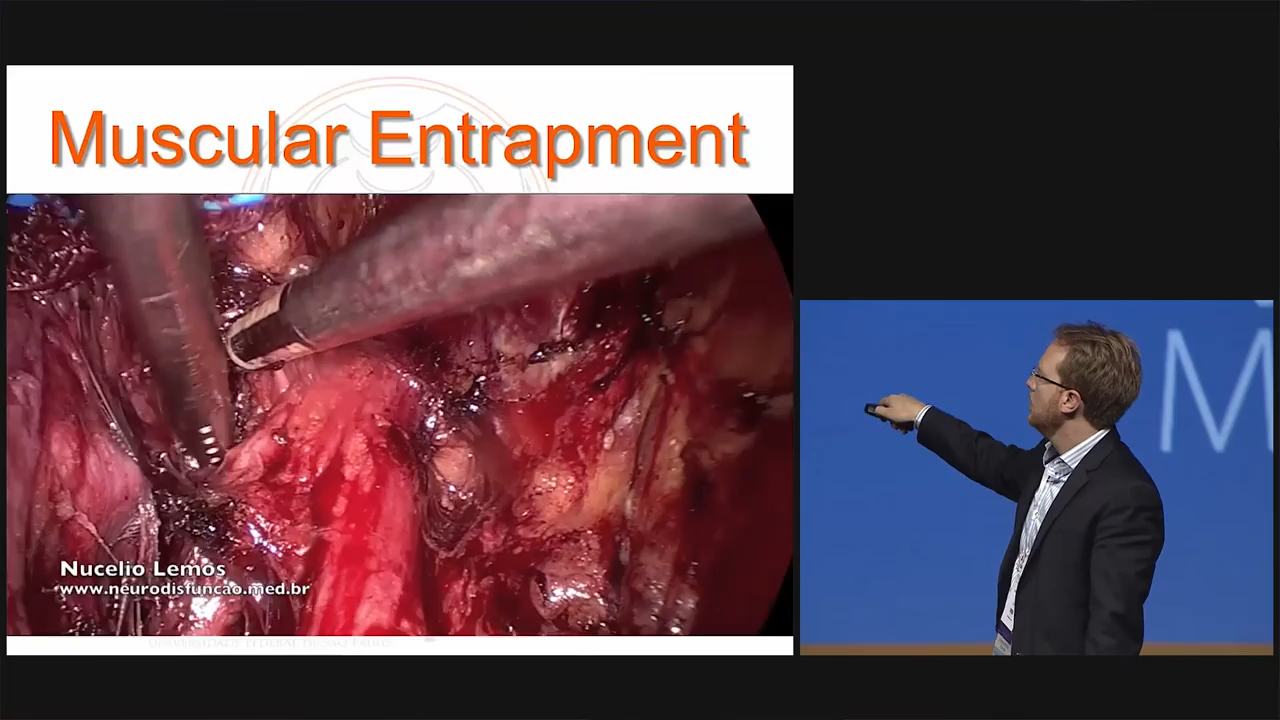 Muscular Entrapment
Nucelio Lemos
www.neurodisfuncao.med.br
M